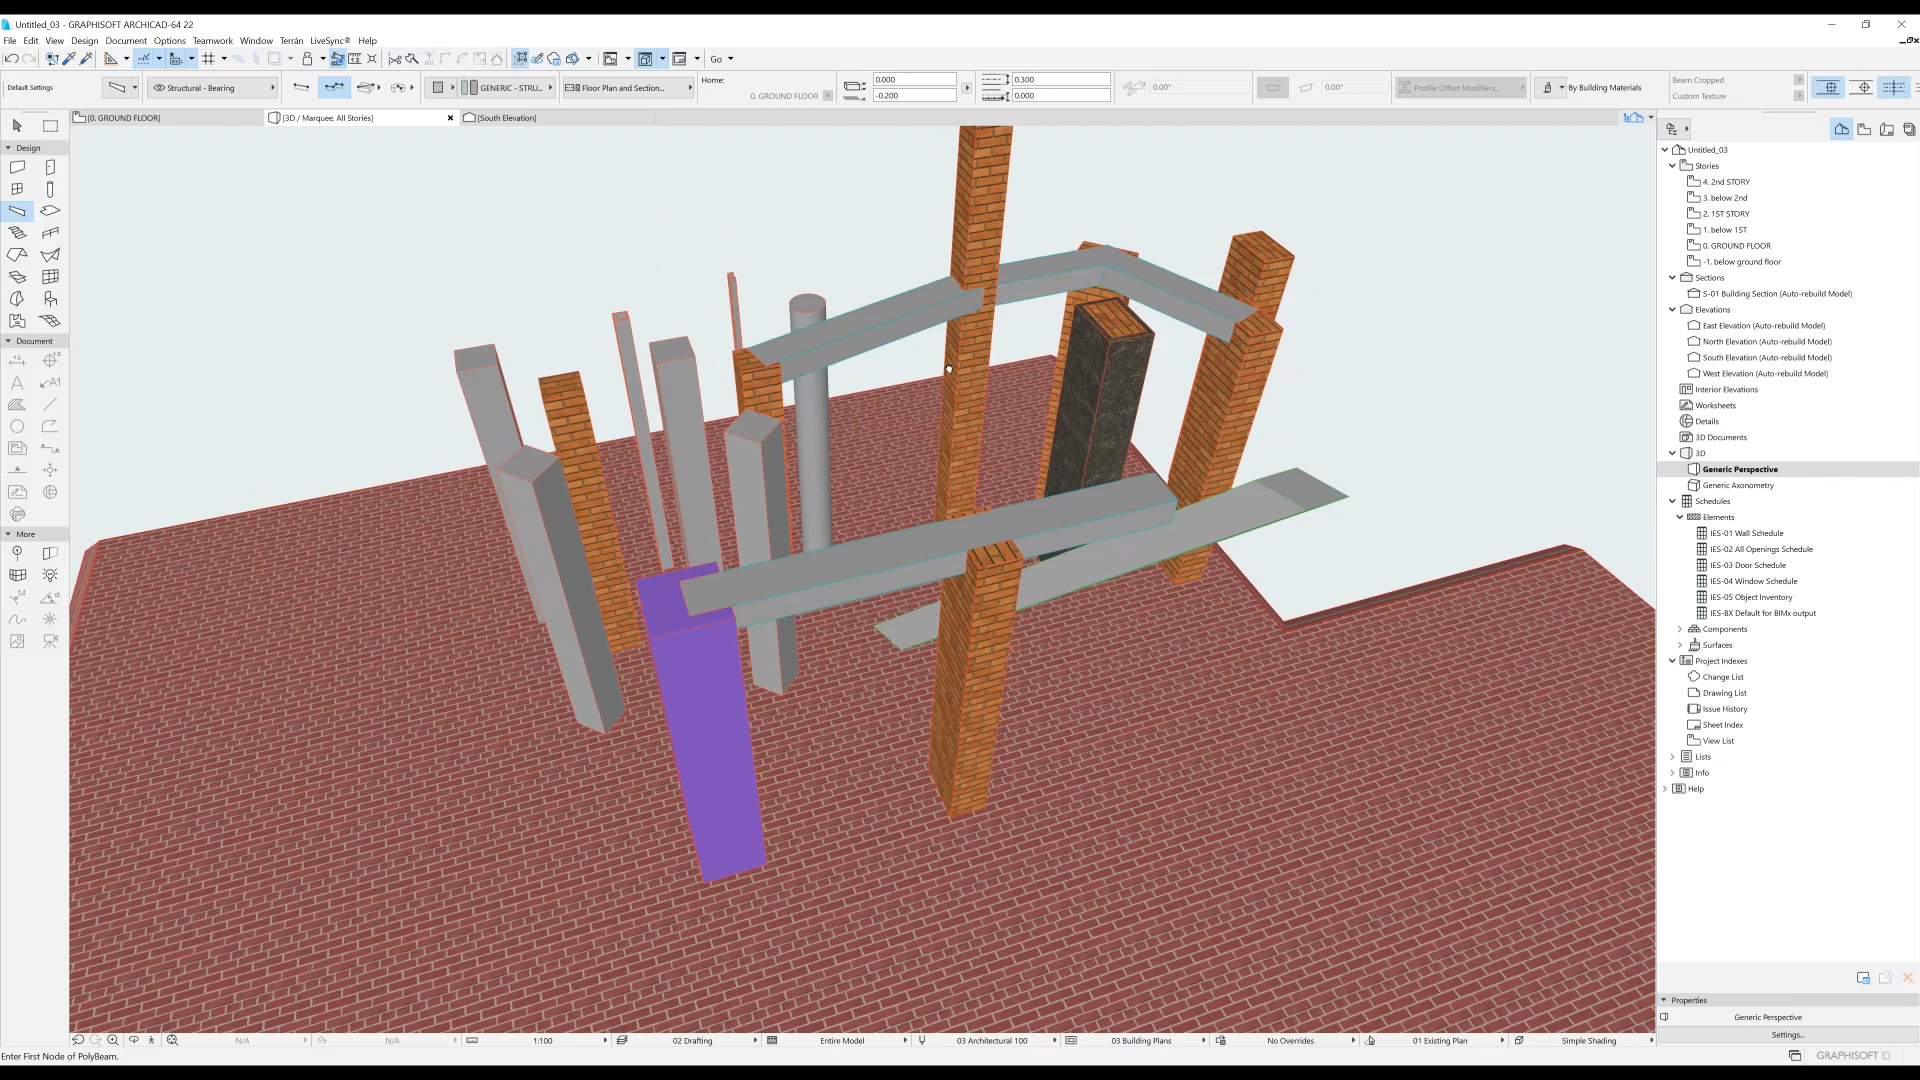 Untitled_03 - GRAPHISOFT ARCHICAD-64 22
File Edit View Design Document Options Teamwork Window Terrán LiveSync® Help
Go
Default Settings
Structural - Bearing
GENERIC - STRU...
Floor Plan and Section...
Home:
0. GROUND FLOOR
0.000
-0.200
0.300
0.000
0.00°
0.00°
Profile Offset Modifiers...
By Building Materials
Beam Cropped
Custom Texture
[0. GROUND FLOOR]
[3D / Marquee, All Stories]
[South Elevation]
Design
Document
More
Untitled_03
Stories
4. 2nd STORY
3. below 2nd
2. 1ST STORY
1. below 1ST
0. GROUND FLOOR
-1. below ground floor
Sections
S-01 Building Section (Auto-rebuild Model)
Elevations
East Elevation (Auto-rebuild Model)
North Elevation (Auto-rebuild Model)
South Elevation (Auto-rebuild Model)
West Elevation (Auto-rebuild Model)
Interior Elevations
Worksheets
Details
3D Documents
3D
Generic Perspective
Generic Axonometry
Schedules
Elements
IES-01 Wall Schedule
IES-02 All Openings Schedule
IES-03 Door Schedule
IES-04 Window Schedule
IES-05 Object Inventory
IES-BX Default for BIMx output
Components
Surfaces
Project Indexes
Change List
Drawing List
Issue History
Sheet Index
View List
Lists
Info
Help
Properties
Generic Perspective
Settings...
N/A
N/A
1:100
02 Drafting
Entire Model
03 Architectural 100
03 Building Plans
No Overrides
01 Existing Plan
Simple Shading
Enter First Node of PolyBeam.
GRAPHISOFT ID